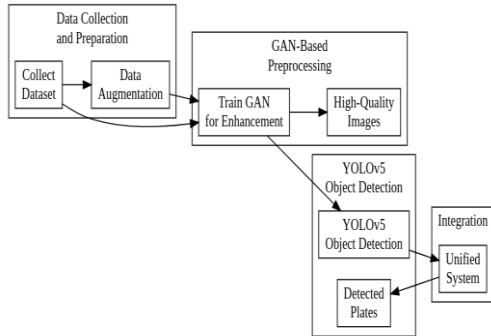 Data Collection
and Preparation
Collect
Dataset
Data
Augmentation
GAN-Based
Preprocessing
Train GAN
for Enhancement
High-Quality
Images
YOLOv5
Object Detection
YOLOv5
Object Detection
Detected
Plates
Integration
Unified
System